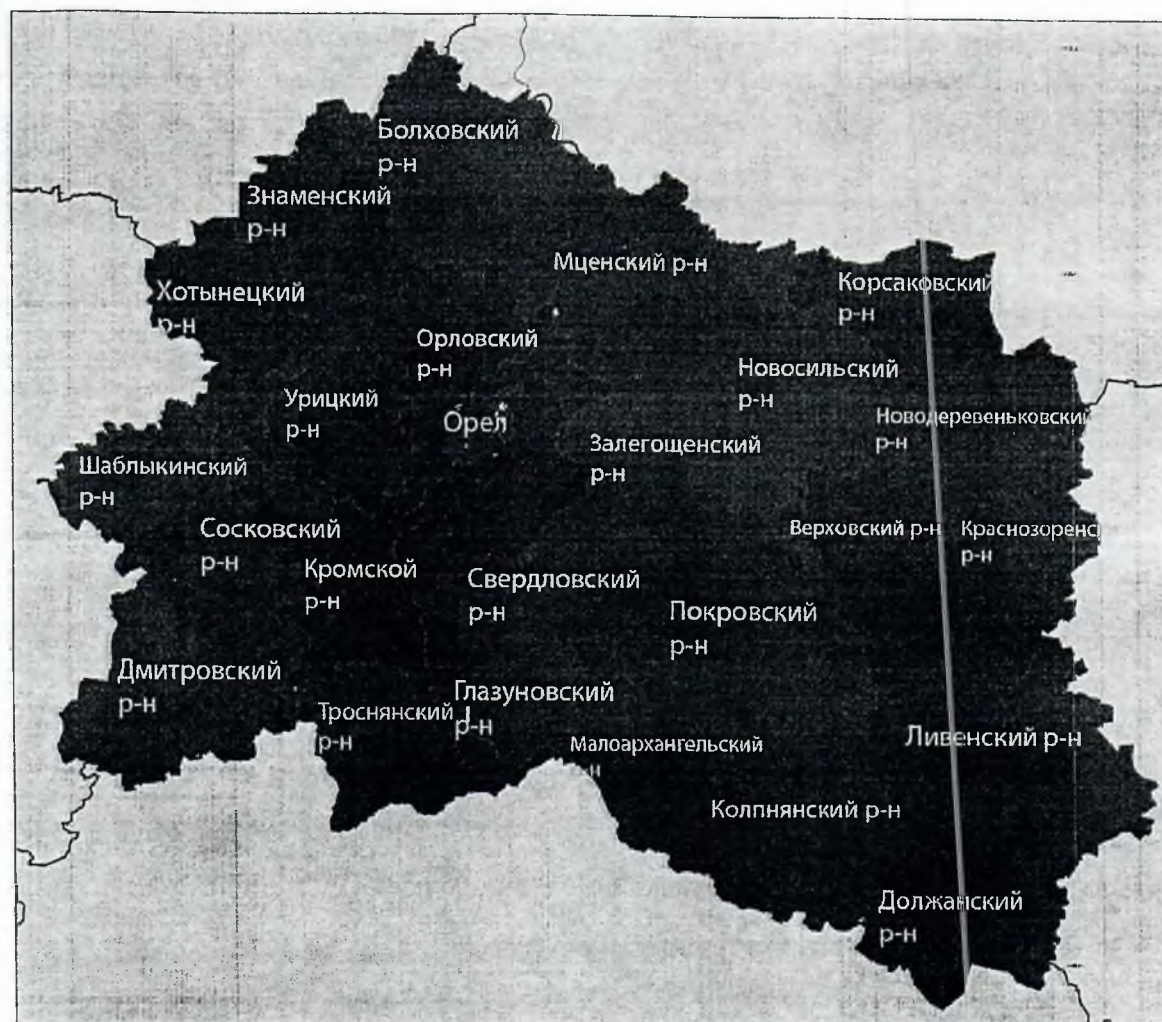 Болховский
р-н
Знаменский
р-н
Мценский р-н
Корсаковский
р-н
Хотынецкий
р-н
Орловский
р-н
Новосильский
р-н
Урицкий
р-н
Новодеревеньковский
р-н
Орел
Залегощенский
р-н
Шаблыкинский
р-н
Сосковский
р-н
Верховский р-н
Краснозоренс
р-н
Кромской
р-н
Свердловский
р-н
Покровский
р-н
Дмитровский
р-н
Глазуновский
р-н
Троснянский
р-н
Малоархангельский
р-н
Ливенский р-н
Колпнянский р-н
Должанский
р-н